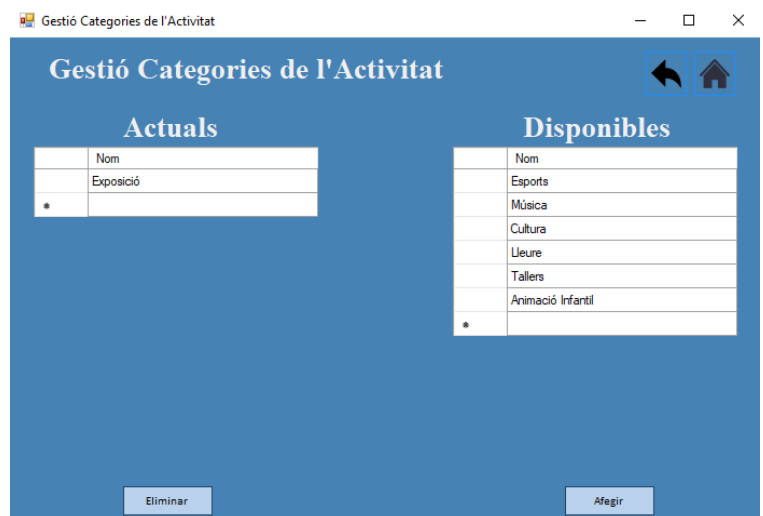 Gestió Categories de l'Activitat
Gestió Categories de l'Activitat
Actuals
Nom
Exposició
*
Disponibles
Nom
Esports
Música
Cultura
Lleure
Tallers
Animació Infantil
*
Eliminar
Afegir